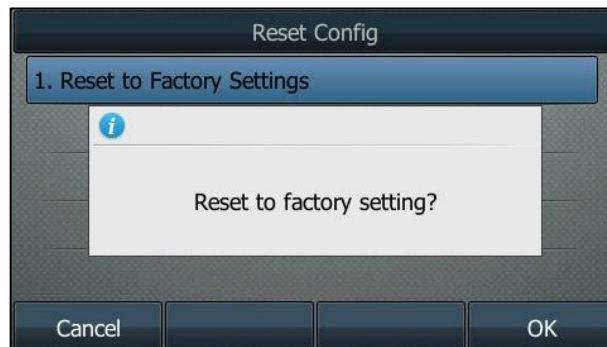 Reset Config
1. Reset to Factory Settings
Reset to factory setting?
Cancel
OK